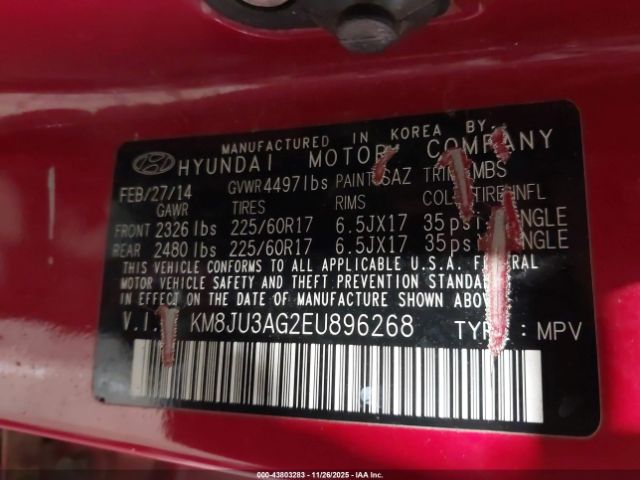 MANUFACTURED IN KOREA BY:
HYUNDAI MOTOR COMPANY
FEB/27/14 GVWR 4497lbs PAINT: SAZ TRIM: MBS
GAWR TIRES RIMS COLD TIRE INFL
FRONT 2326 lbs 225/60R17 6.5JX17 35 psi SINGLE
REAR 2480 lbs 225/60R17 6.5JX17 35 psi SINGLE
THIS VEHICLE CONFORMS TO ALL APPLICABLE U.S.A. FEDERAL
MOTOR VEHICLE SAFETY AND THEFT PREVENTION STANDARDS
IN EFFECT ON THE DATE OF MANUFACTURE SHOWN ABOVE
V.I.N KM8JU3AG2EU896268 TYPE : MPV
000-43803283 - 11/26/2025 - IAA Inc.